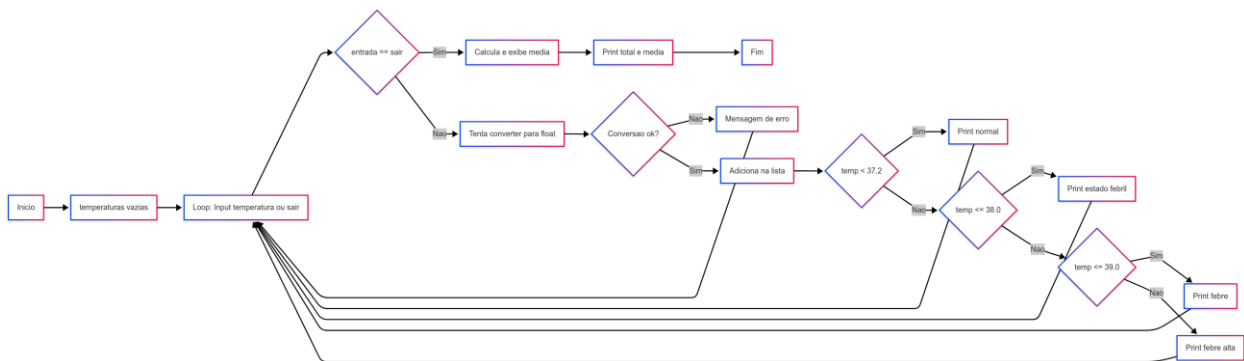 entrada == sair
Sim
Calcula e exibe media
Print total e media
Fim
Nao
Tenta converter para float
Conversao ok?
Nao
Mensagem de erro
Sim
Adiciona na lista
temp < 37.2
Sim
Print normal
Nao
temp <= 38.0
Sim
Print estado febril
Nao
temp <= 39.0
Sim
Print febre
Nao
Print febre alta
Inicio
temperaturas vazias
Loop: Input temperatura ou sair